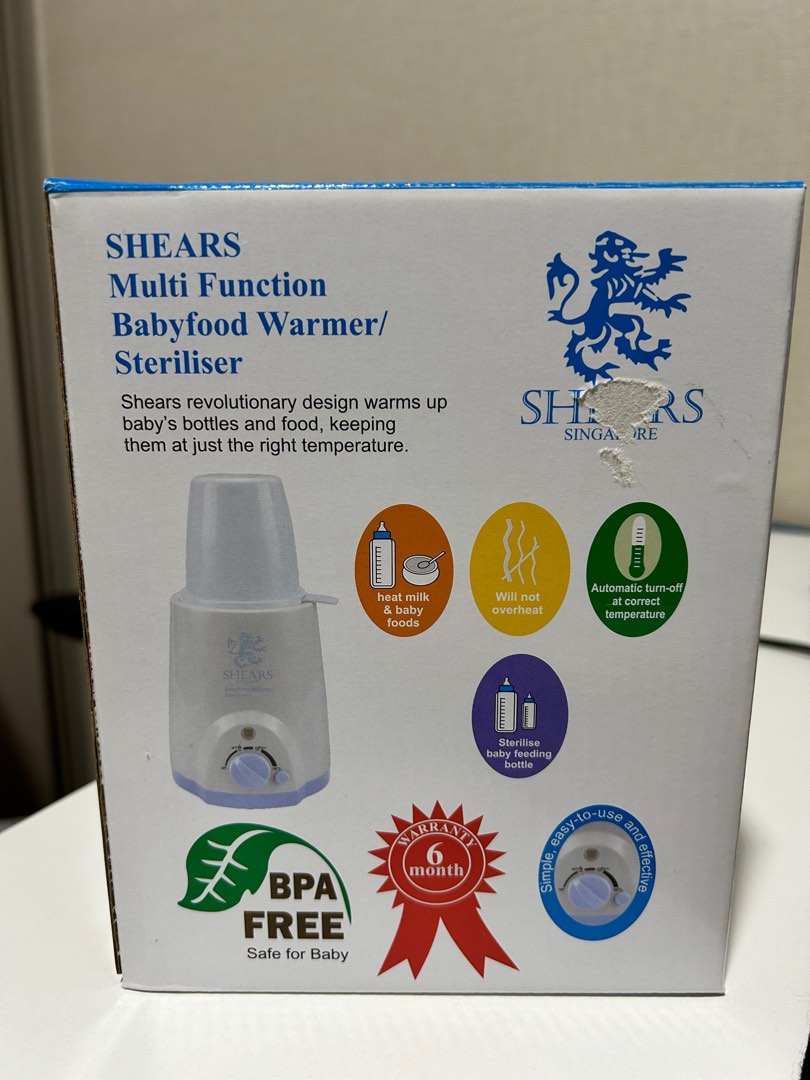 SHEARS
Multi Function
Babyfood Warmer/
Steriliser
Shears revolutionary design warms up
baby's bottles and food, keeping
them at just the right temperature.
SHEARS
heat milk
& baby
foods
Will not
overheat
Automatic turn-off
at correct
temperature
SHEARS
Sterilise
baby feeding
bottle
BPA
FREE
Safe for Baby
WARRANTY
6
month
Simple, easy-to-use and effective